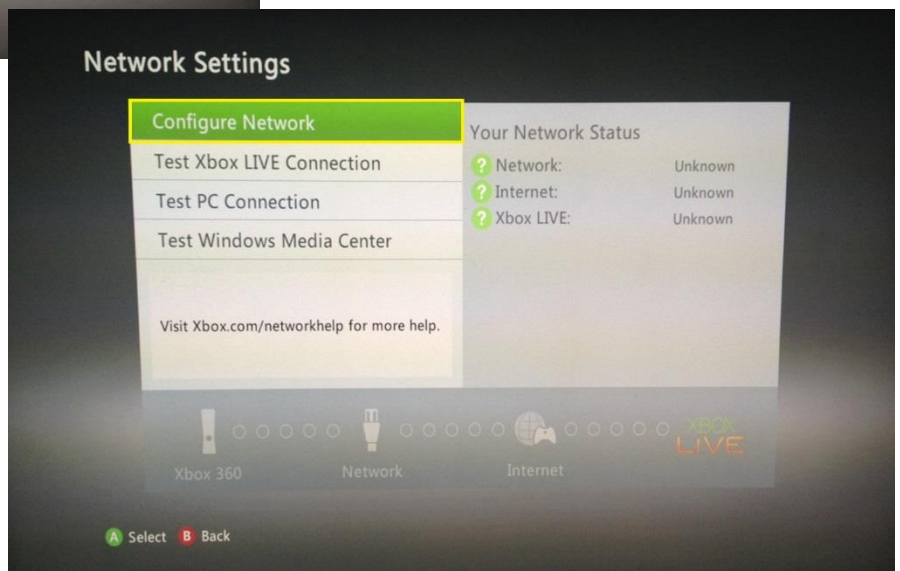 Network Settings
Configure Network
Test Xbox LIVE Connection
Test PC Connection
Test Windows Media Center
Visit Xbox.com/networkhelp for more help.
Your Network Status
? Network: Unknown
? Internet: Unknown
? Xbox LIVE: Unknown
Xbox 360
Network
Internet
XBOX
LIVE
A Select B Back